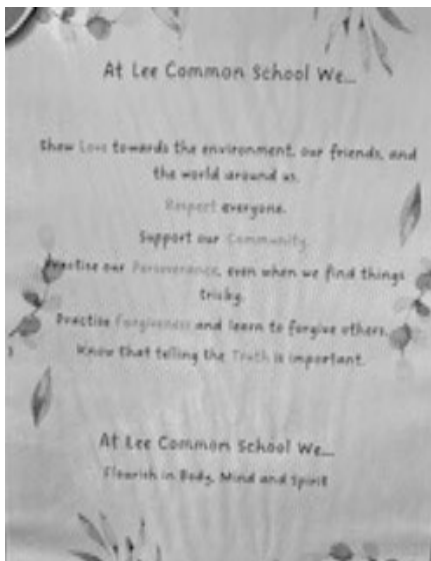 At Lee Common School We...
Show Love towards the environment, our friends, and
the world around us.
Respect everyone.
Support our Community.
Practise our Perseverance, even when we find things
tricky.
Practise Forgiveness and learn to forgive others.
Know that telling the Truth is important.
At Lee Common School We...
Flourish in Body, Mind and Spirit